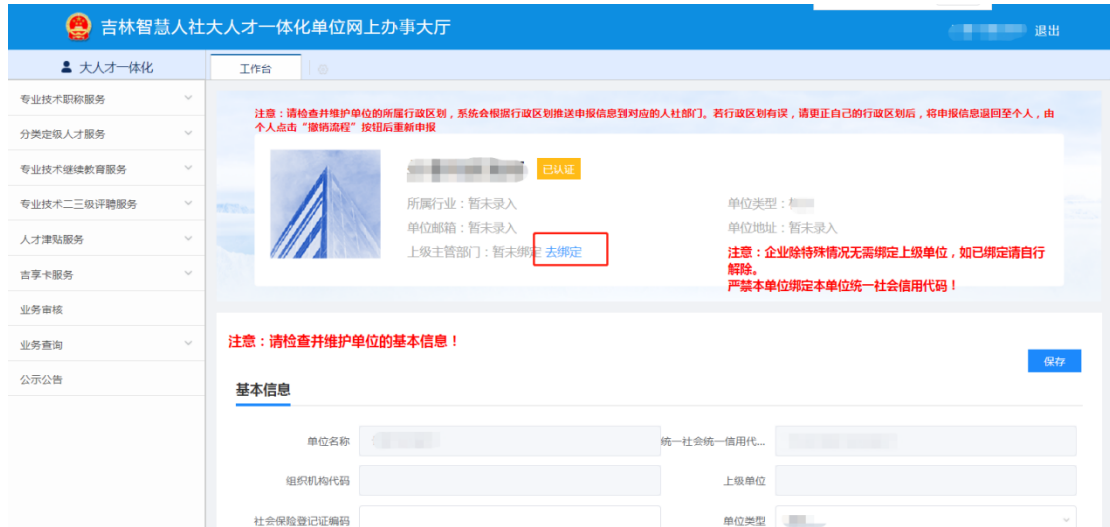 吉林智慧人社大人才一体化单位网上办事大厅
退出
大人才一体化
工作台
专业技术职称服务
分类定级人才服务
专业技术继续教育服务
专业技术二三级评聘服务
人才津贴服务
吉享卡服务
业务审核
业务查询
公示公告
注意：请检查并维护单位的所属行政区划，系统会根据行政区划推送申报信息到对应的人社部门。若行政区划有误，请更正自己的行政区划后，将申报信息退回至个人，由
个人点击“撤销流程”按钮后重新申报
已认证
所属行业：暂未录入
单位类型：
单位邮箱：暂未录入
单位地址：暂未录入
上级主管部门：暂未绑定 去绑定
注意：企业除特殊情况无需绑定上级单位，如已绑定请自行
解除。
严禁本单位绑定本单位统一社会信用代码！
注意：请检查并维护单位的基本信息！
保存
基本信息
单位名称
统一社会统一信用代...
组织机构代码
上级单位
社会保险登记证编码
单位类型